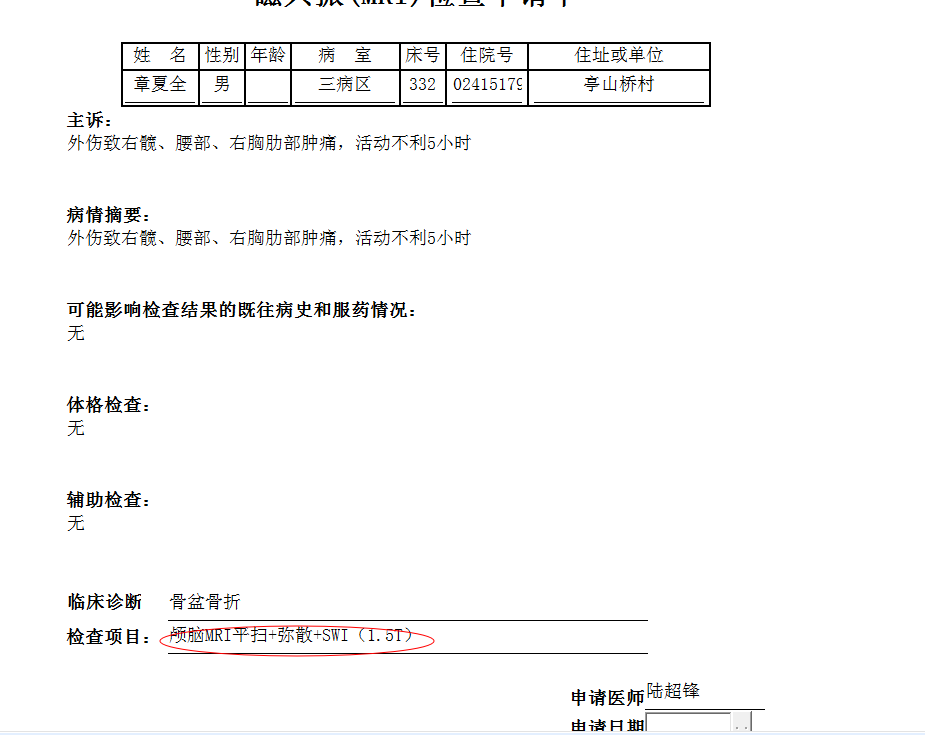 磁共振(MRI)检查申请单
姓 名 性别 年龄 病 室 床号 住院号 住址或单位
章夏全 男 三病区 332 02415179 亭山桥村
主诉：
外伤致右髋、腰部、右胸肋部肿痛，活动不利5小时
病情摘要：
外伤致右髋、腰部、右胸肋部肿痛，活动不利5小时
可能影响检查结果的既往病史和服药情况：
无
体格检查：
无
辅助检查：
无
临床诊断 骨盆骨折
检查项目： 颅脑MRI平扫+弥散+SWI（1.5T）
申请医师 陆超锋
申请日期 ..